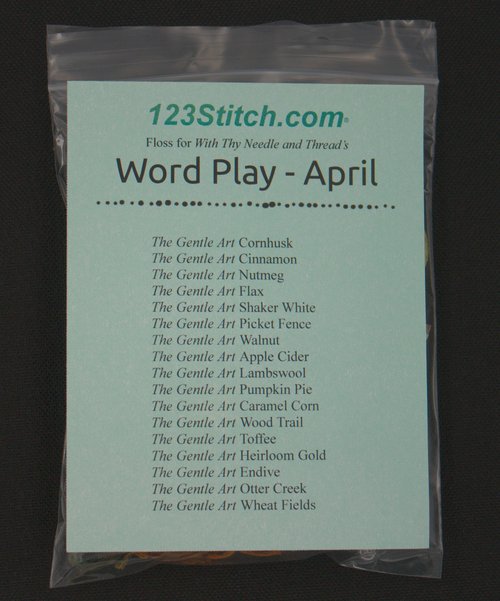 123Stitch.com®
Floss for With Thy Needle and Thread's
Word Play - April
The Gentle Art Cornhusk
The Gentle Art Cinnamon
The Gentle Art Nutmeg
The Gentle Art Flax
The Gentle Art Shaker White
The Gentle Art Picket Fence
The Gentle Art Walnut
The Gentle Art Apple Cider
The Gentle Art Lambswool
The Gentle Art Pumpkin Pie
The Gentle Art Caramel Corn
The Gentle Art Wood Trail
The Gentle Art Toffee
The Gentle Art Heirloom Gold
The Gentle Art Endive
The Gentle Art Otter Creek
The Gentle Art Wheat Fields